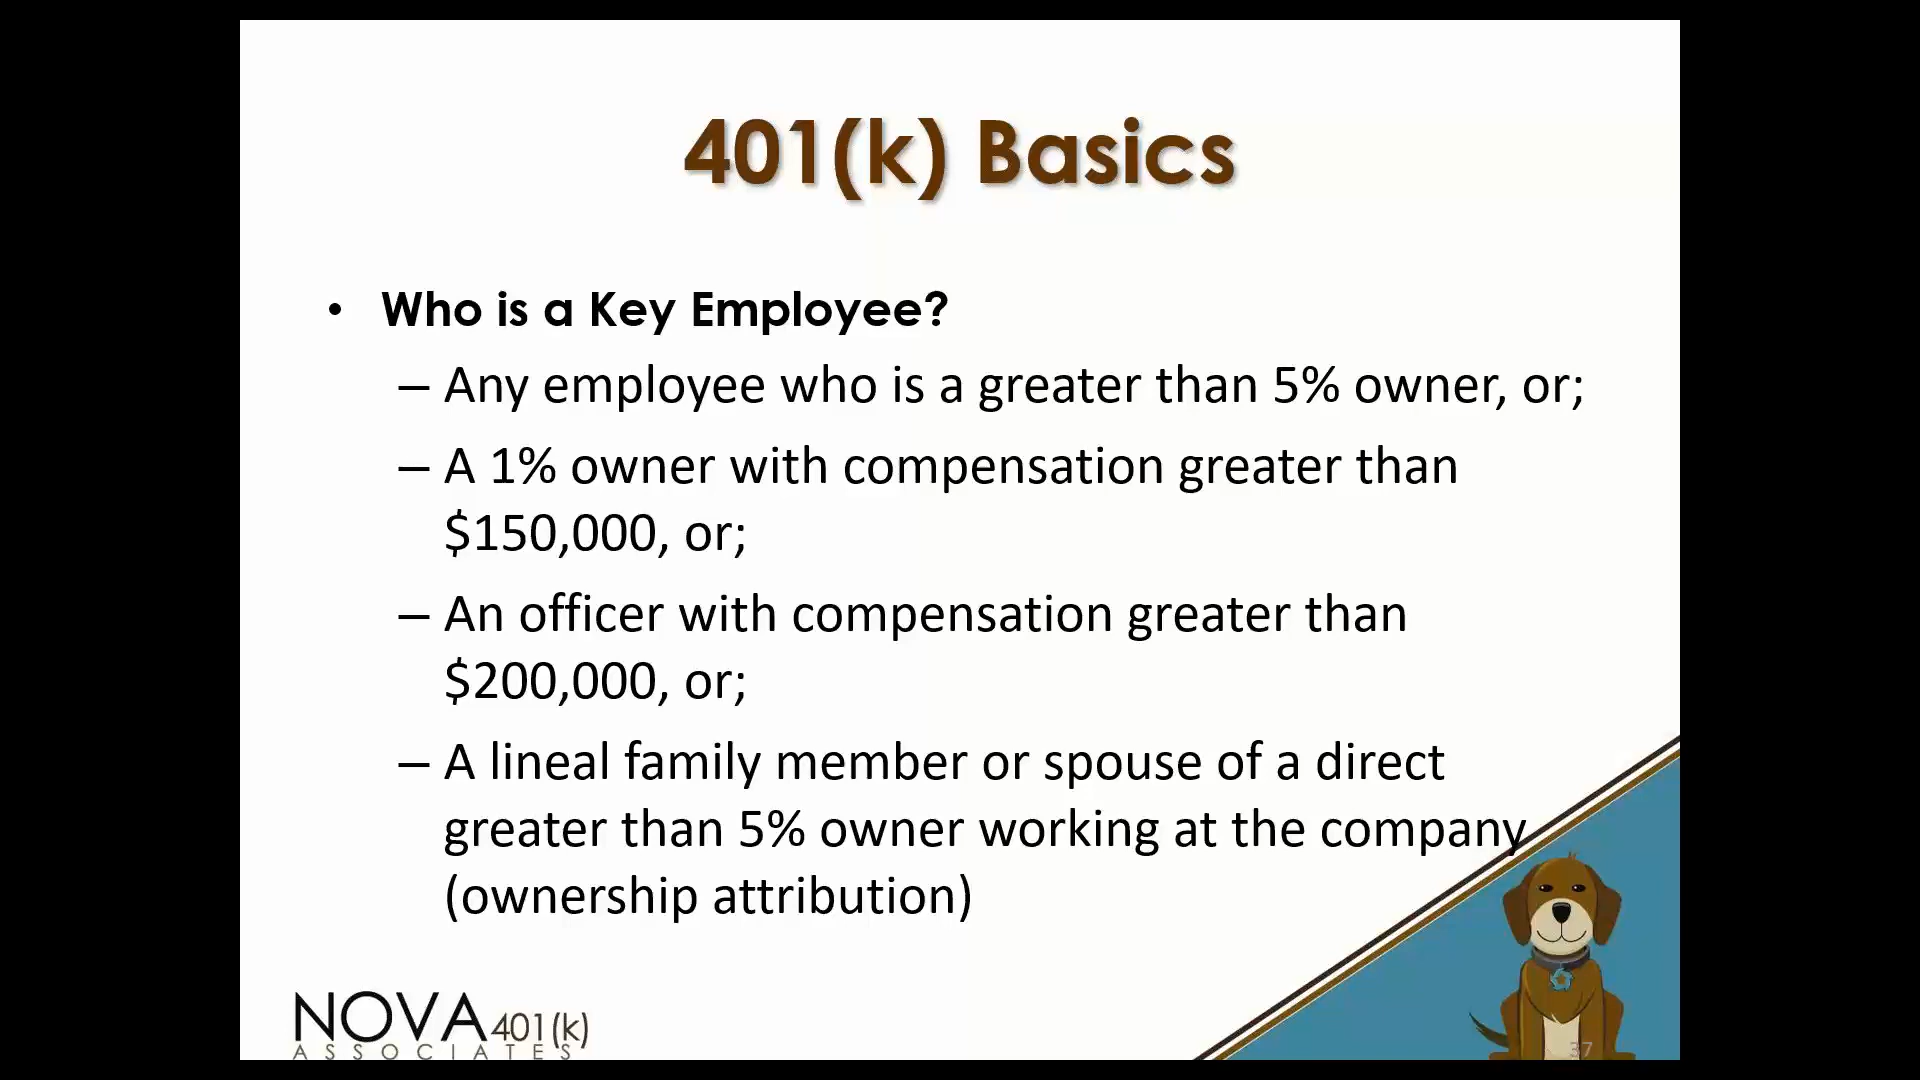 401(k) Basics
• Who is a Key Employee?
– Any employee who is a greater than 5% owner, or;
– A 1% owner with compensation greater than
$150,000, or;
– An officer with compensation greater than
$200,000, or;
– A lineal family member or spouse of a direct
greater than 5% owner working at the company
(ownership attribution)
NOVA 401(k)
ASSOCIATES
37